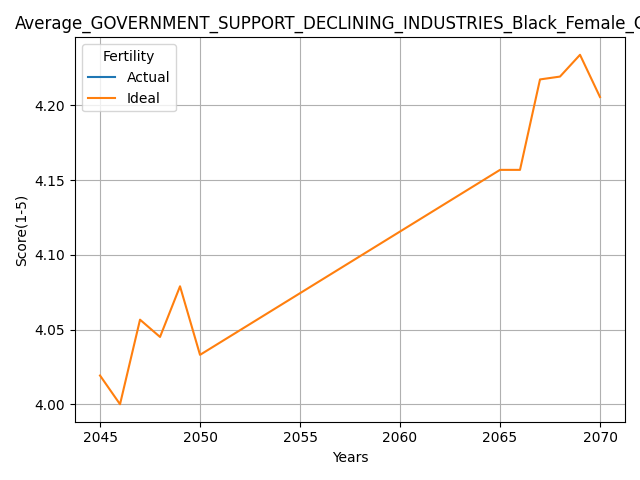 Average_GOVERNMENT_SUPPORT_DECLINING_INDUSTRIES_Black_Female_C
Fertility
Actual
Ideal
4.20
4.15
4.10
4.05
4.00
Score(1-5)
2045 2050 2055 2060 2065 2070
Years